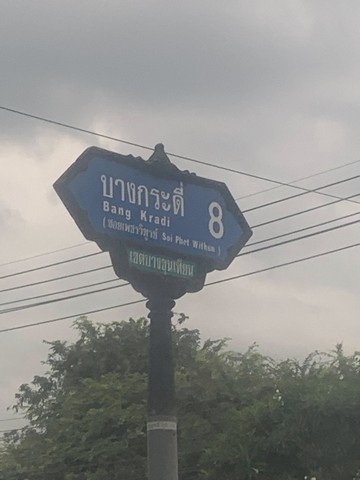 บางกระดี่ 8
Bang Kradi
(ซอยเพชรวิทูรย์ Soi Phet Withun)
เขตบางขุนเทียน